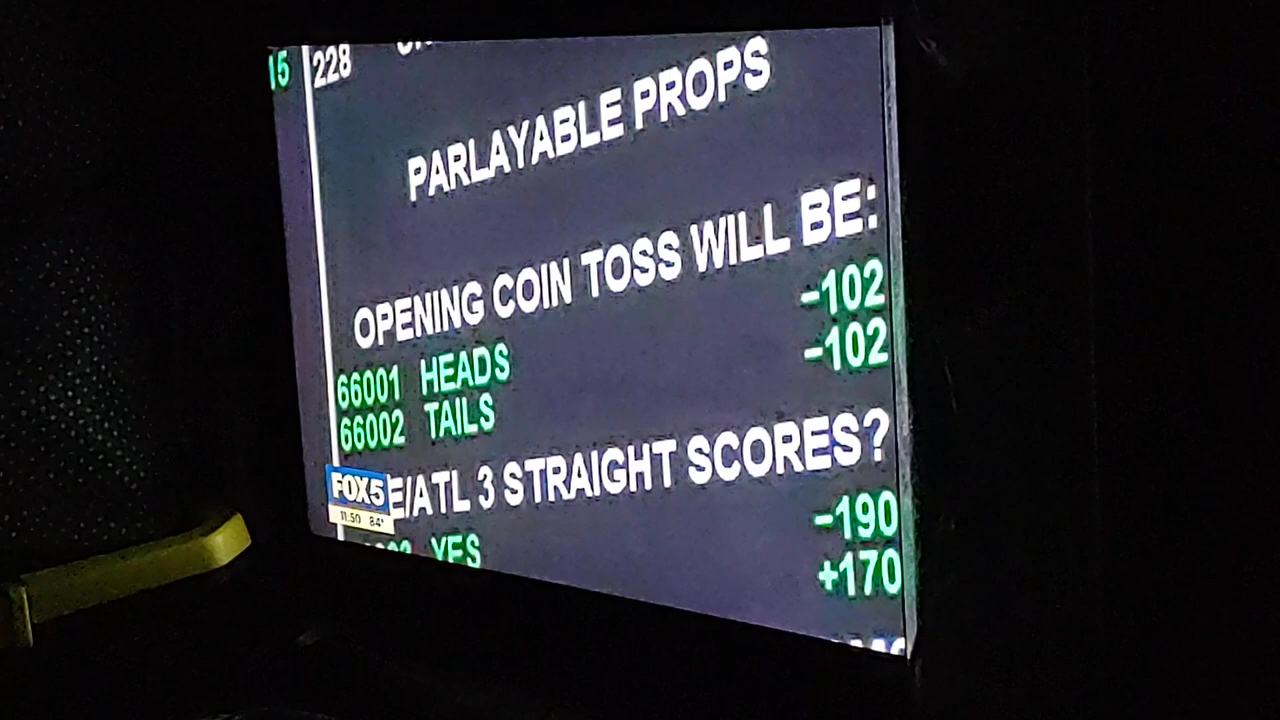 15 228
PARLAYABLE PROPS
OPENING COIN TOSS WILL BE:
66001 HEADS -102
66002 TAILS -102
E/ATL 3 STRAIGHT SCORES?
YES -190
+170
FOX5
11:50 84°